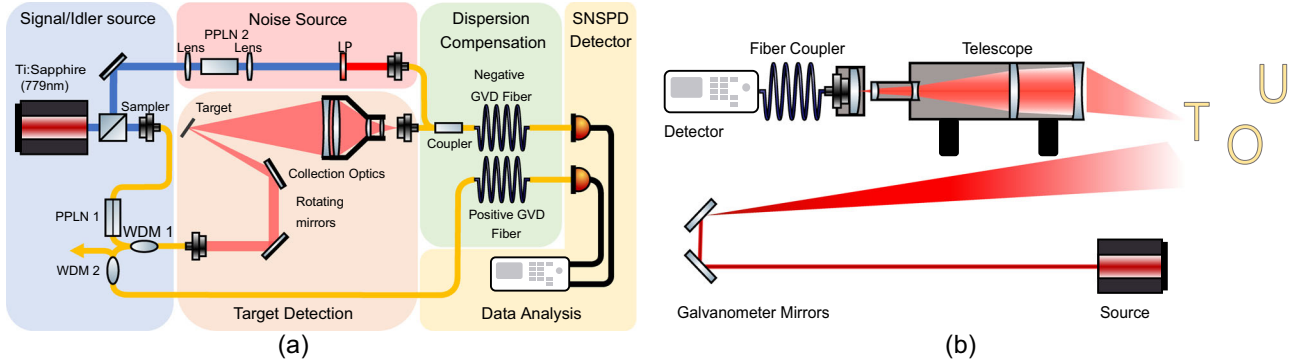 Signal/Idler source
Noise Source
Dispersion
Compensation
SNSPD
Detector
Ti:Sapphire
(779nm)
Lens
PPLN 2
Lens
LP
Sampler
Target
Negative
GVD Fiber
Coupler
Collection Optics
Rotating
mirrors
Positive GVD
Fiber
PPLN 1
WDM 1
WDM 2
Target Detection
Data Analysis
(a)
Fiber Coupler
Telescope
Detector
T
O
U
Galvanometer Mirrors
Source
(b)